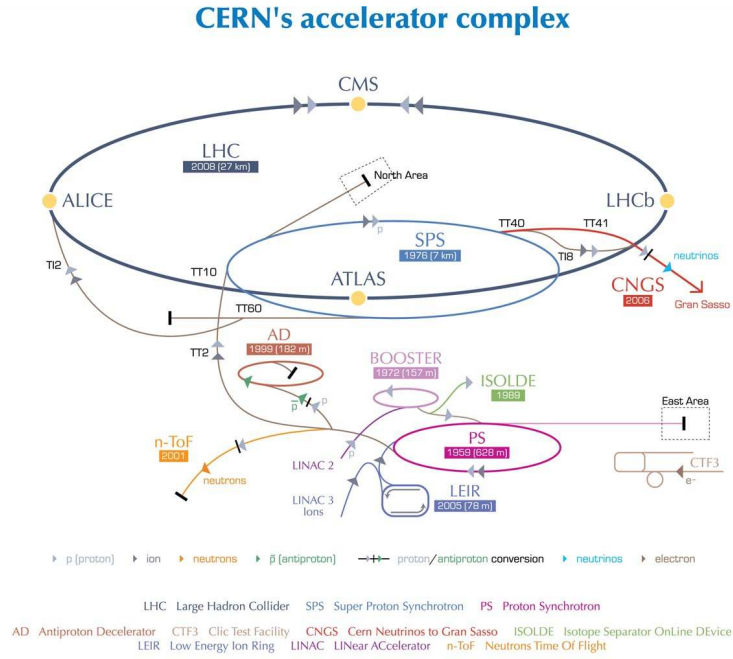 CERN's accelerator complex
CMS
LHC
2008 (27 km)
North Area
ALICE
LHCb
TT40
TT41
p
SPS
1976 (7 km)
TI8
neutrinos
TI2
TT10
ATLAS
CNGS
2006
Gran Sasso
TT60
AD
1999 (182 m)
TT2
BOOSTER
1972 (157 m)
ISOLDE
1989
p̄
p
East Area
n-ToF
2001
p
PS
1959 (628 m)
LINAC 2
neutrons
CTF3
e-
LINAC 3
Ions
LEIR
2005 (78 m)
p (proton) ion neutrons p̄ (antiproton) proton/antiproton conversion neutrinos electron
LHC Large Hadron Collider SPS Super Proton Synchrotron PS Proton Synchrotron
AD Antiproton Decelerator CTF3 Clic Test Facility CNGS Cern Neutrinos to Gran Sasso ISOLDE Isotope Separator OnLine DEvice
LEIR Low Energy Ion Ring LINAC LINear ACcelerator n-ToF Neutrons Time Of Flight